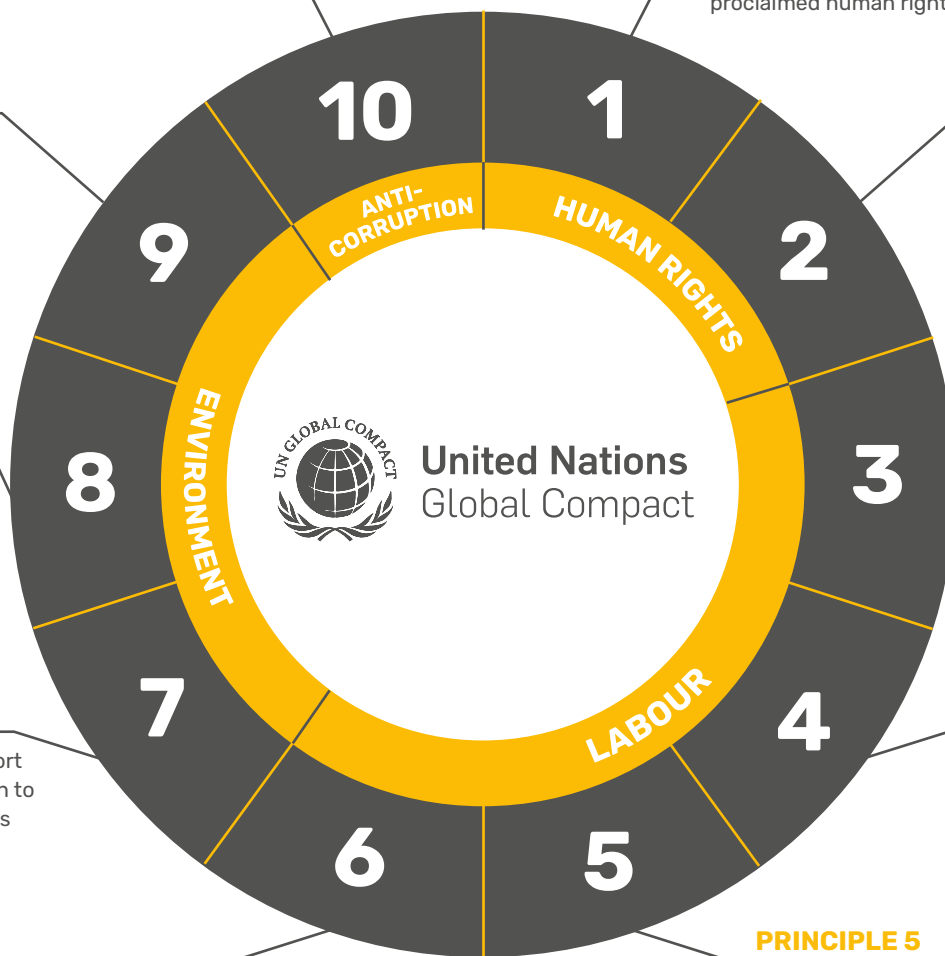 proclaimed human right
10
1
ANTI-
CORRUPTION
HUMAN RIGHTS
9
2
ENVIRONMENT
UN GLOBAL COMPACT
United Nations
Global Compact
8
3
7
4
LABOUR
ort
n to
s
6
5
PRINCIPLE 5